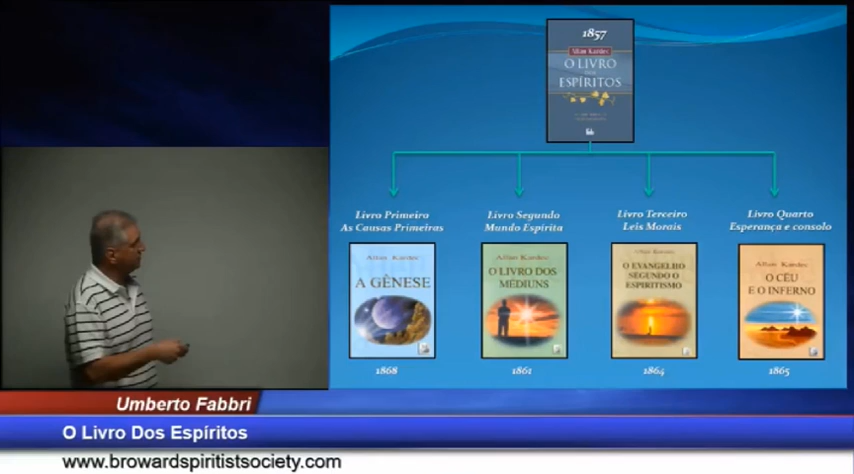 1857
Allan Kardec
O LIVRO
DOS
ESPÍRITOS
Livro Primeiro
As Causas Primeiras
Livro Segundo
Mundo Espírita
Livro Terceiro
Leis Morais
Livro Quarto
Esperança e consolo
Allan Kardec
A GÊNESE
1868
Allan Kardec
O LIVRO DOS
MÉDIUNS
1861
Allan Kardec
O EVANGELHO
SEGUNDO O
ESPIRITISMO
1864
Allan Kardec
O CÉU
E O INFERNO
1865
Umberto Fabbri
O Livro Dos Espíritos
www.browardspiritistsociety.com